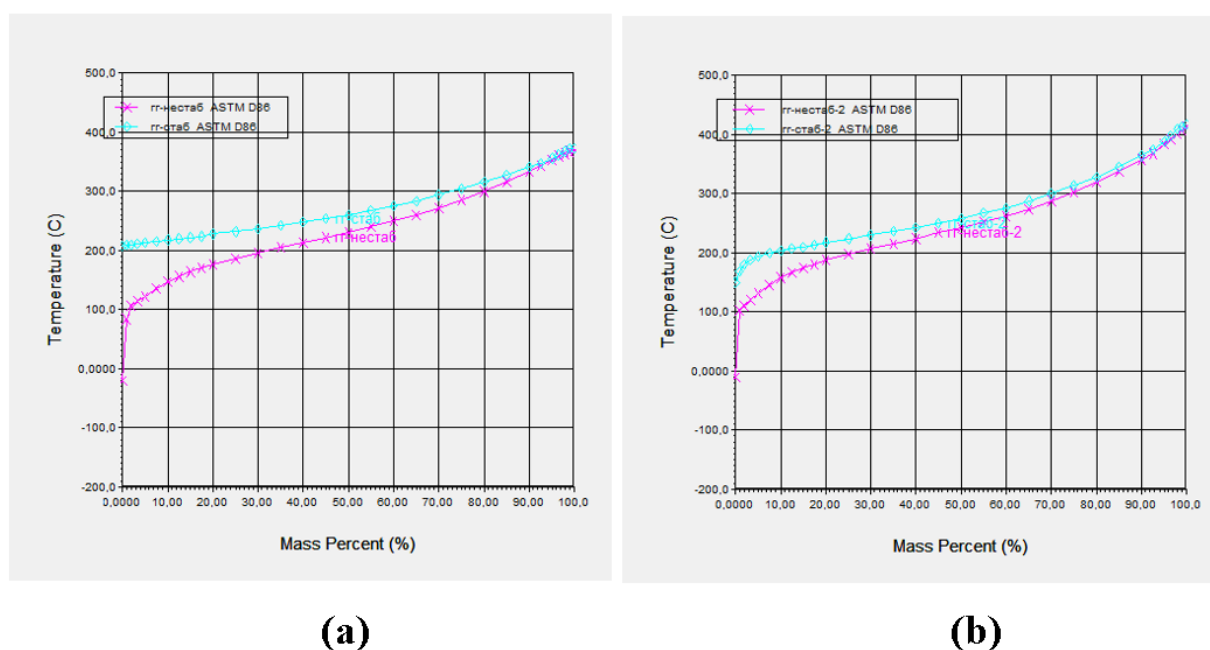 500,0
гг-нестаб ASTM D86
гг-стаб ASTM D86
400,0
300,0
гг-стаб
гг-нестаб
200,0
100,0
0,0000
-100,0
-200,0
Temperature (C)
0,0000 10,00 20,00 30,00 40,00 50,00 60,00 70,00 80,00 90,00 100,0
Mass Percent (%)
(a)
500,0
гг-нестаб-2 ASTM D86
гг-стаб-2 ASTM D86
400,0
300,0
гг-стаб-2
гг-нестаб-2
200,0
100,0
0,0000
-100,0
-200,0
Temperature (C)
0,0000 10,00 20,00 30,00 40,00 50,00 60,00 70,00 80,00 90,00 100,0
Mass Percent (%)
(b)